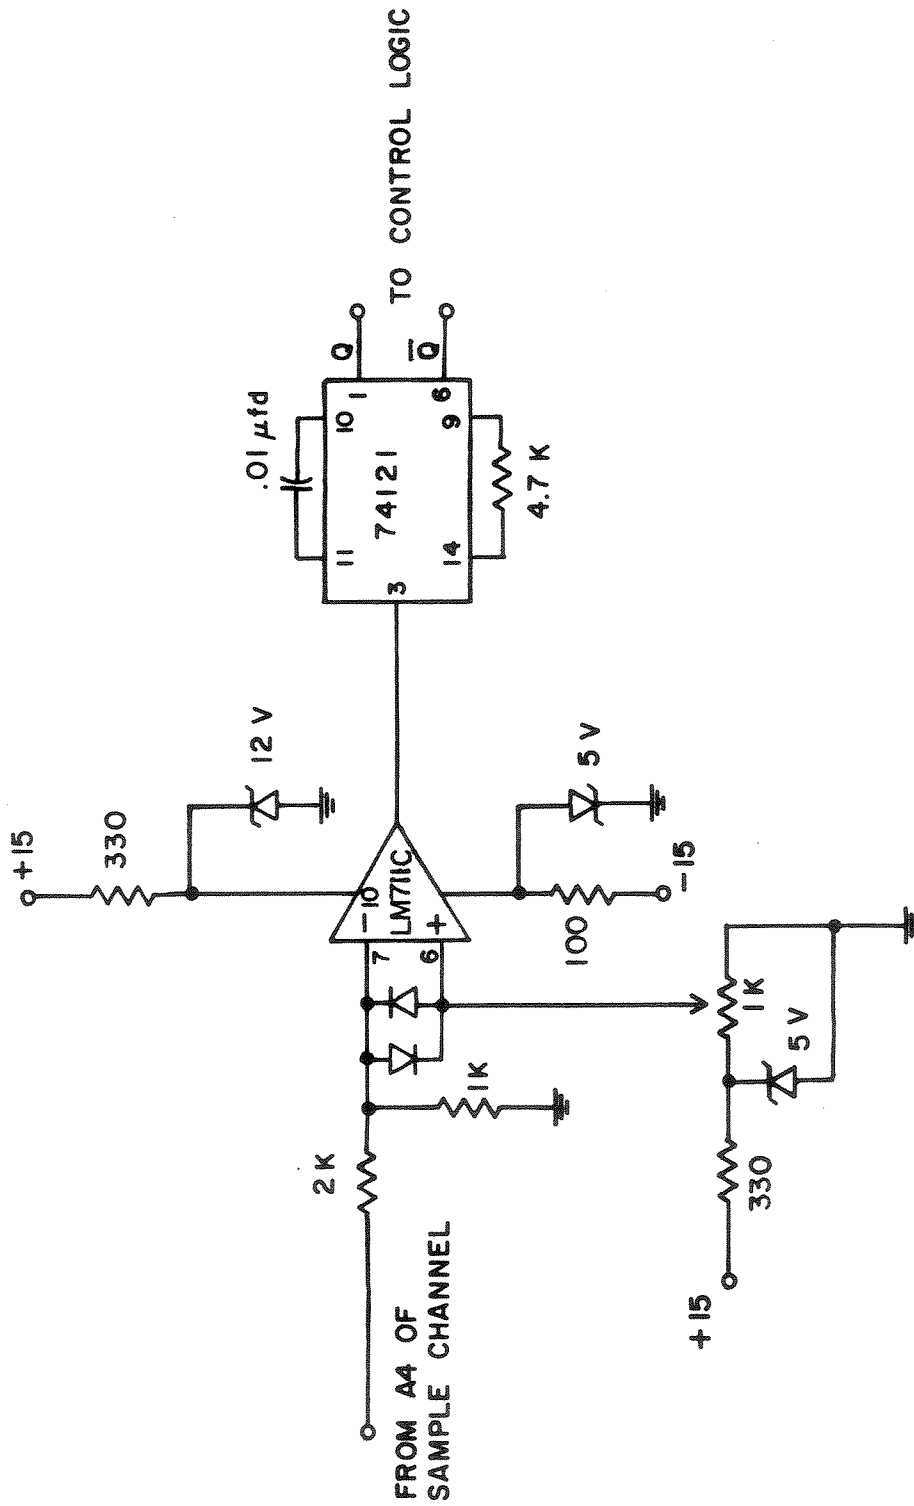 +15
330
12 V
.01 µfd
11
10
74121
3
1
Q
14
9
6
Q̅
4.7 K
TO CONTROL LOGIC
FROM A4 OF
SAMPLE CHANNEL
2 K
1K
7
6
−
10
LM711C
+
100
-15
5 V
+15
330
1K
5 V